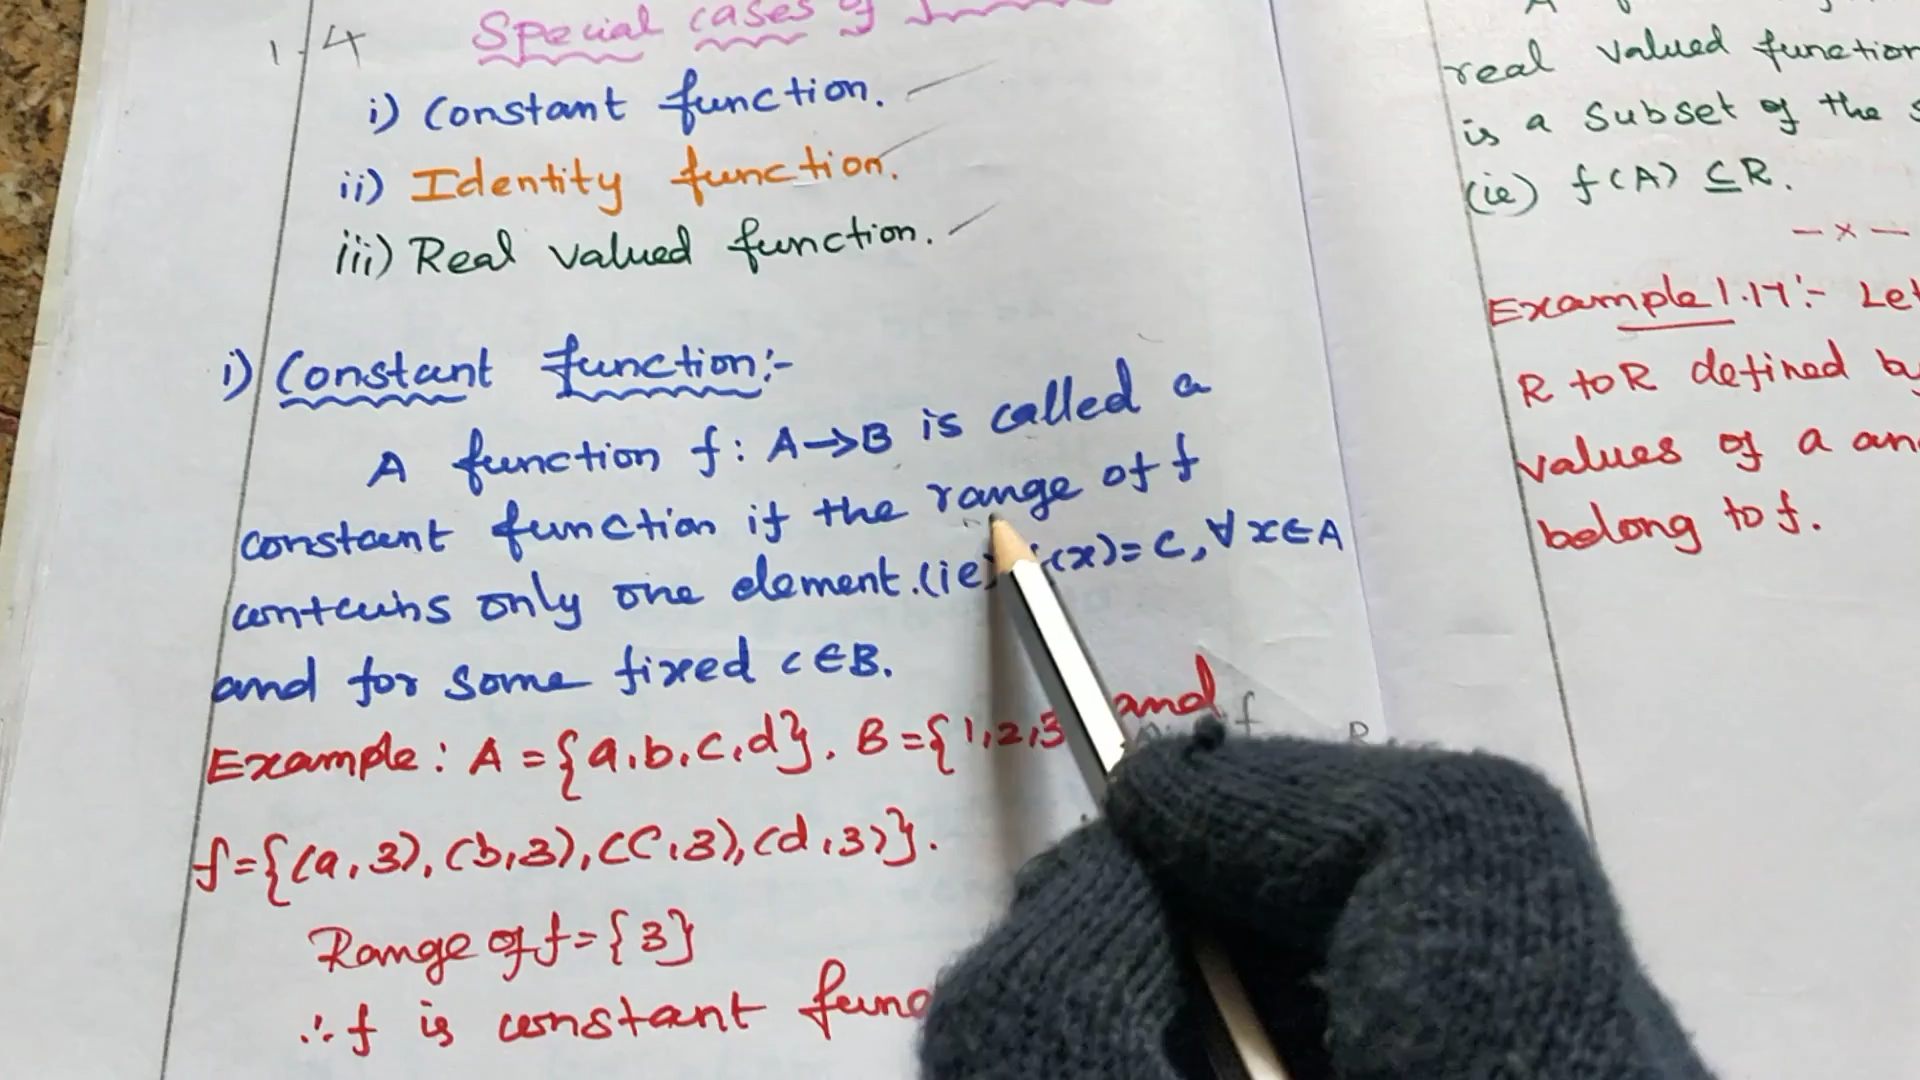 1.4 Special cases of
i) Constant function.
ii) Identity function.
iii) Real valued function.
i) Constant function:-
A function f: A→B is called a
constant function if the range of f
contains only one element. (ie) (x)=c, ∀ x∈A
and for some fixed c∈B.
Example: A={a,b,c,d}. B={1,2,3 and
f={(a,3),(b,3),(c,3),(d,3)}.
Range of f={3}
∴ f is constant func
real valued function
is a subset of the
(ie) f(A) ⊆R.
—x—
Example 1.17:- Let
R to R defined by
values of a an
belong to f.